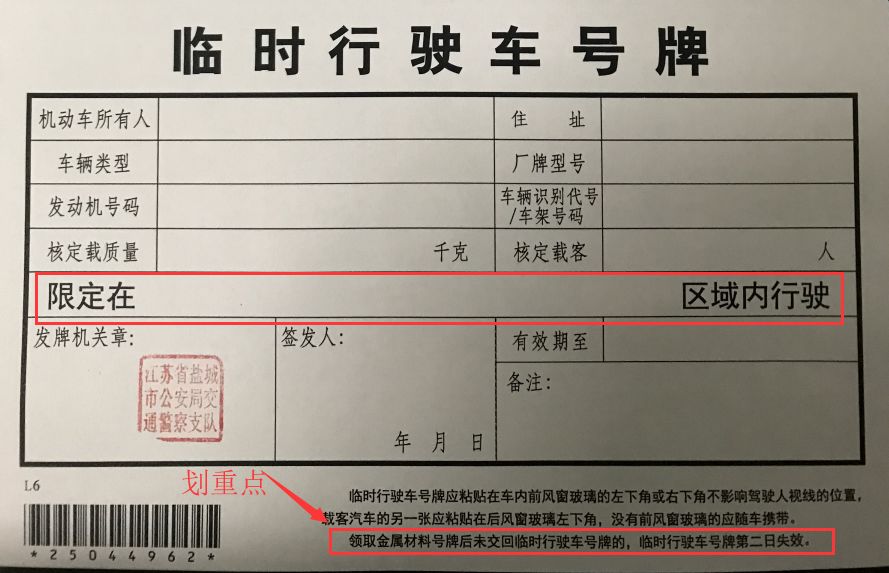 临时行驶车号牌
机动车所有人 住 址
车辆类型 厂牌型号
发动机号码 车辆识别代号
/车架号码
核定载质量 千克 核定载客 人
限定在 区域内行驶
发牌机关章: 签发人: 有效期至
江苏省盐城
市公安局交
通警察支队
备注:
年 月 日
L6
划重点
临时行驶车号牌应粘贴在车内前风窗玻璃的左下角或右下角不影响驾驶人视线的位置,
载客汽车的另一张应粘贴在后风窗玻璃左下角,没有前风窗玻璃的应随车携带。
领取金属材料号牌后未交回临时行驶车号牌的,临时行驶车号牌第二日失效。
*25044962*